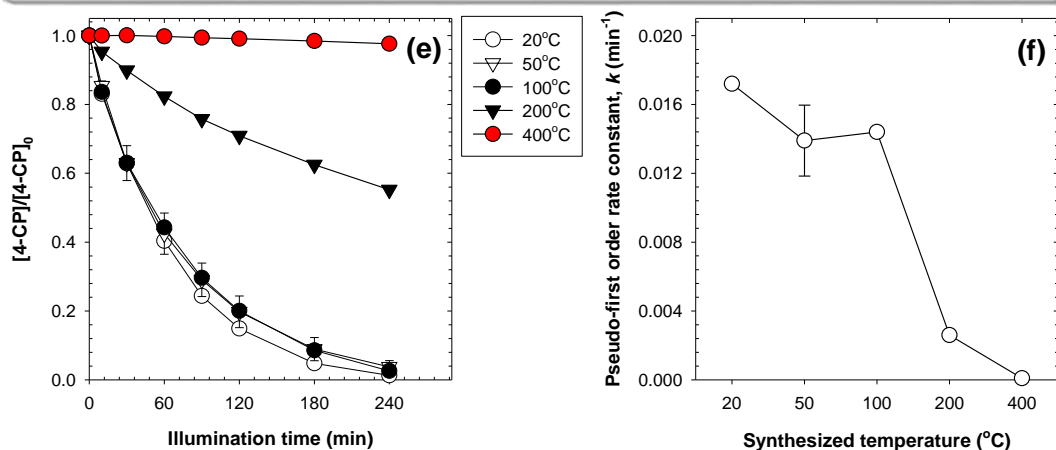 (e)
1.0
0.8
0.6
0.4
0.2
0.0
[4-CP]/[4-CP]0
0 60 120 180 240
Illumination time (min)
20°C
50°C
100°C
200°C
400°C
(f)
0.020
0.016
0.012
0.008
0.004
0.000
Pseudo-first order rate constant, k (min⁻¹)
20 50 100 200 400
Synthesized temperature (°C)